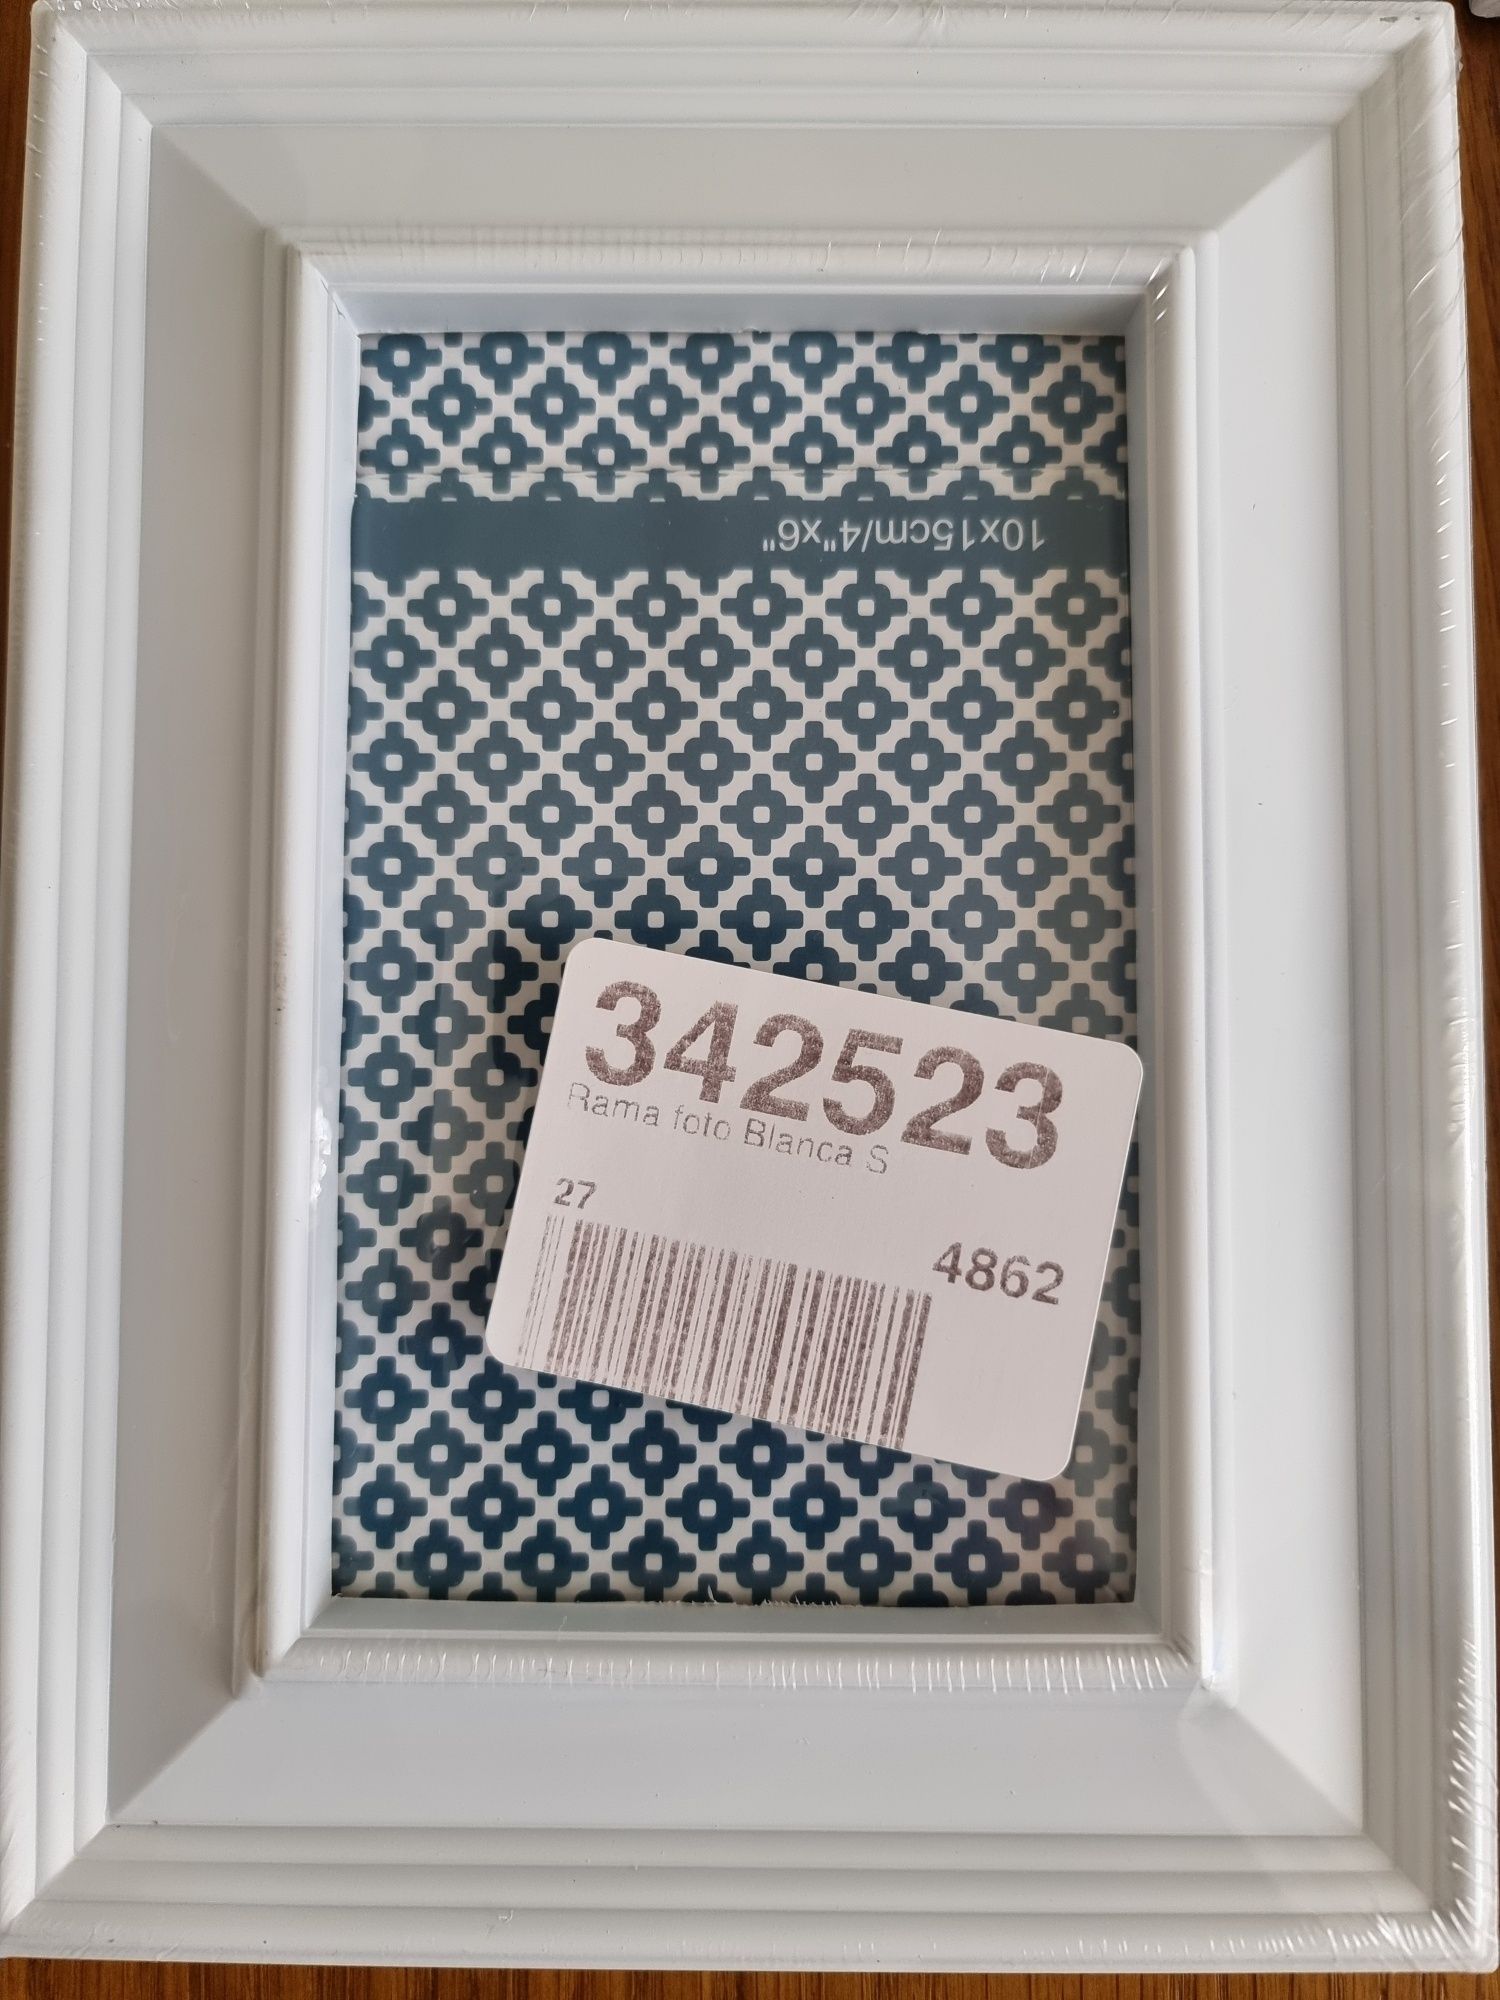 10x15cm/4"x6"
342523
Rama foto Blanca S
27
4862